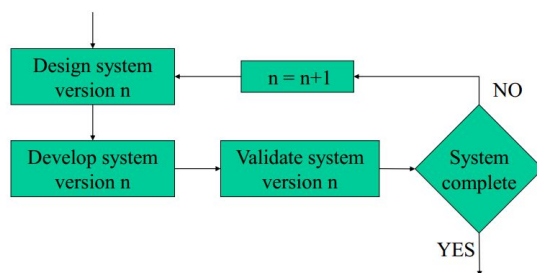 Design system
version n
n = n+1
NO
Develop system
version n
Validate system
version n
System
complete
YES